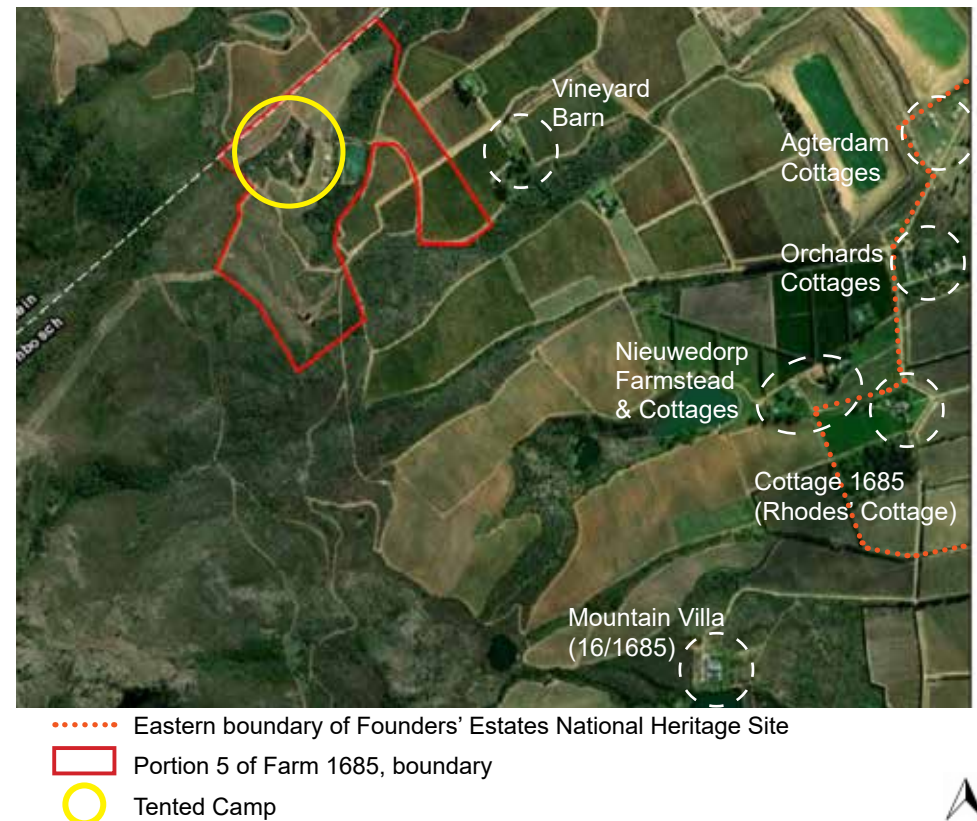 Vineyard
Barn
Agterdam
Cottages
Orchards
Cottages
Nieuwedorp
Farmstead
& Cottages
Cottage 1685
(Rhodes' Cottage)
Mountain Villa
(16/1685)
Eastern boundary of Founders' Estates National Heritage Site
Portion 5 of Farm 1685, boundary
Tented Camp